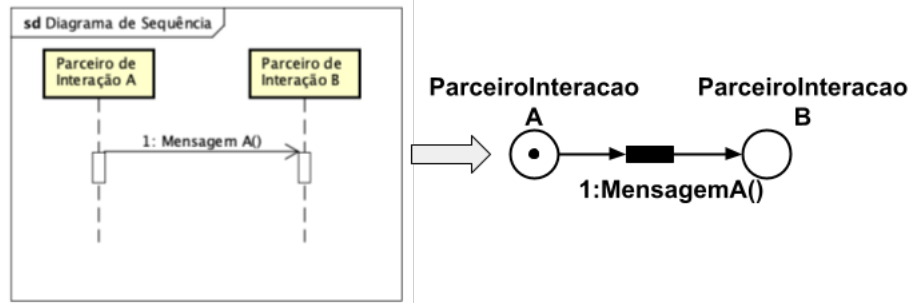 sd Diagrama de Sequência
Parceiro de
Interação A
Parceiro de
Interação B
1: Mensagem A()
ParceiroInteracao
A
ParceiroInteracao
B
1:MensagemA()